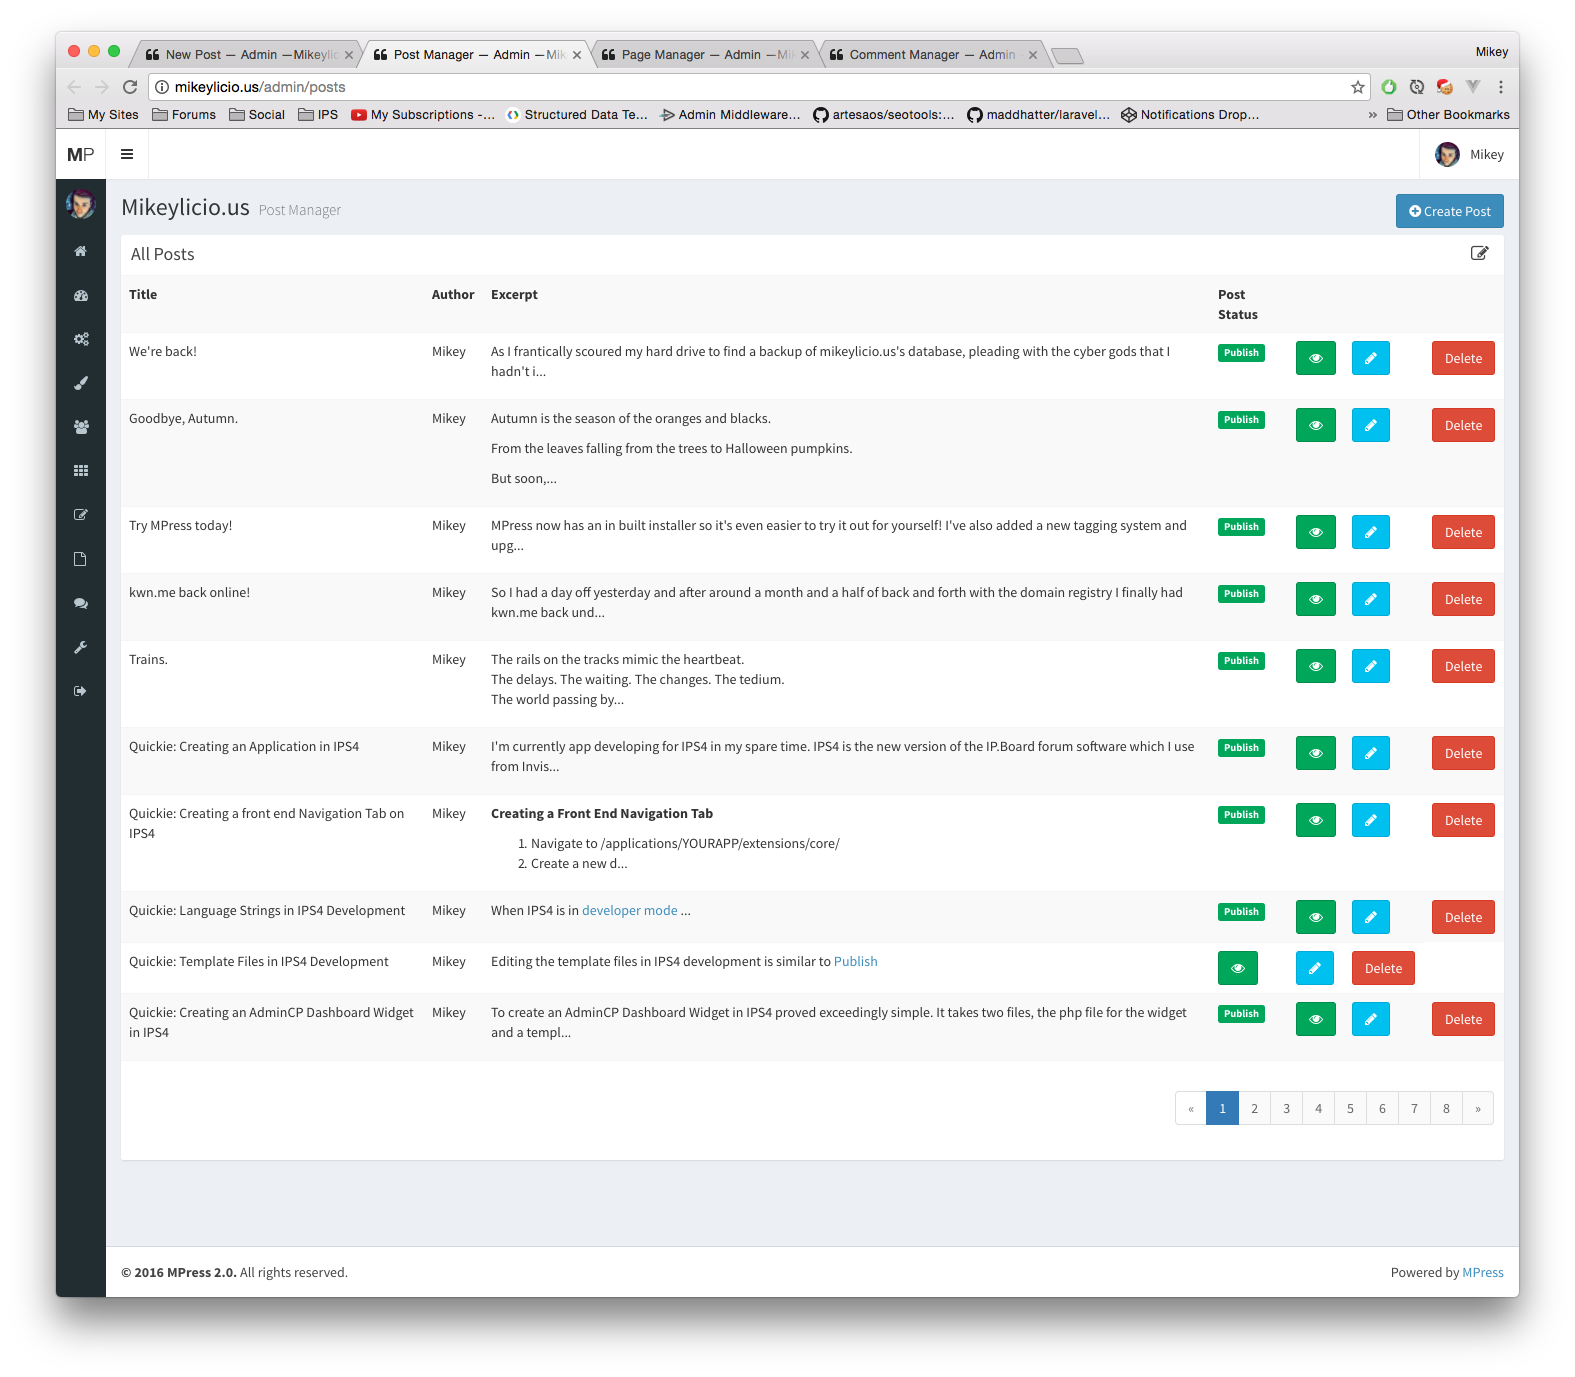 New Post — Admin —Mikeylic
Post Manager — Admin —Mik
Page Manager — Admin —Mi
Comment Manager — Admin
Mikey
mikeylicio.us/admin/posts
My Sites Forums Social IPS My Subscriptions -... Structured Data Te... Admin Middleware... artesaos/seotools:... maddhatter/laravel... Notifications Drop... » Other Bookmarks
MP Mikey
Mikeylicio.us Post Manager Create Post
All Posts
Title Author Excerpt Post
Status
We're back! Mikey As I frantically scoured my hard drive to find a backup of mikeylicio.us's database, pleading with the cyber gods that I Publish Delete
hadn't i...
Goodbye, Autumn. Mikey Autumn is the season of the oranges and blacks. Publish Delete
From the leaves falling from the trees to Halloween pumpkins.
But soon,...
Try MPress today! Mikey MPress now has an in built installer so it's even easier to try it out for yourself! I've also added a new tagging system and Publish Delete
upg...
kwn.me back online! Mikey So I had a day off yesterday and after around a month and a half of back and forth with the domain registry I finally had Publish Delete
kwn.me back und...
Trains. Mikey The rails on the tracks mimic the heartbeat. Publish Delete
The delays. The waiting. The changes. The tedium.
The world passing by...
Quickie: Creating an Application in IPS4 Mikey I'm currently app developing for IPS4 in my spare time. IPS4 is the new version of the IP.Board forum software which I use Publish Delete
from Invis...
Quickie: Creating a front end Navigation Tab on Mikey Creating a Front End Navigation Tab Publish Delete
IPS4
1. Navigate to /applications/YOURAPP/extensions/core/
2. Create a new d...
Quickie: Language Strings in IPS4 Development Mikey When IPS4 is in developer mode ... Publish Delete
Quickie: Template Files in IPS4 Development Mikey Editing the template files in IPS4 development is similar to Publish Delete
Quickie: Creating an AdminCP Dashboard Widget Mikey To create an AdminCP Dashboard Widget in IPS4 proved exceedingly simple. It takes two files, the php file for the widget Publish Delete
in IPS4 and a templ...
« 1 2 3 4 5 6 7 8 »
© 2016 MPress 2.0. All rights reserved. Powered by MPress